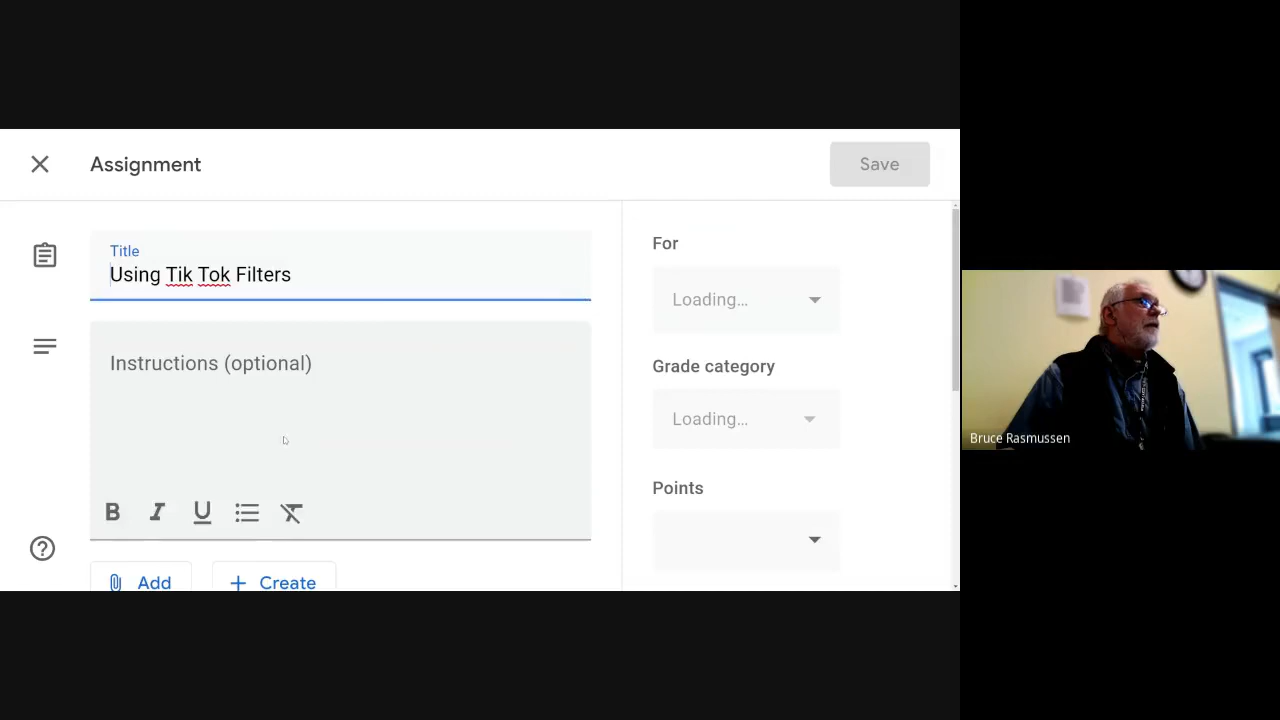 Assignment
Save
Title
Using Tik Tok Filters
Instructions (optional)
B I U
Add
Create
For
Loading...
Grade category
Loading...
Points
Bruce Rasmussen